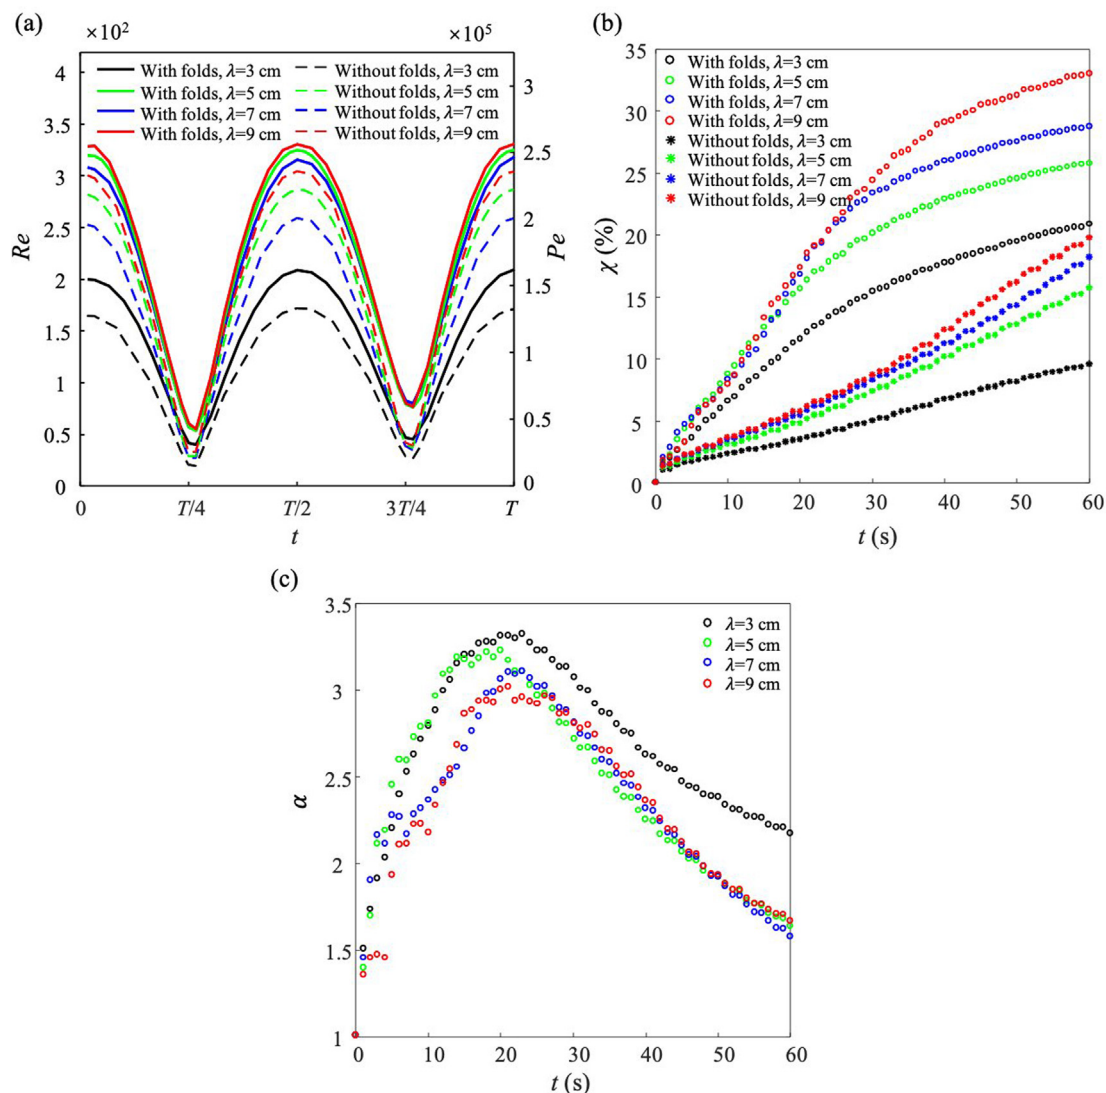 (a)
×10²
×10⁵
With folds, λ=3 cm
With folds, λ=5 cm
With folds, λ=7 cm
With folds, λ=9 cm
Without folds, λ=3 cm
Without folds, λ=5 cm
Without folds, λ=7 cm
Without folds, λ=9 cm
4
3.5
3
2.5
2
1.5
1
0.5
0
Re
3
2.5
2
1.5
1
0.5
0
Pe
0 T/4 T/2 3T/4 T
t
(b)
With folds, λ=3 cm
With folds, λ=5 cm
With folds, λ=7 cm
With folds, λ=9 cm
Without folds, λ=3 cm
Without folds, λ=5 cm
Without folds, λ=7 cm
Without folds, λ=9 cm
35
30
25
20
15
10
5
0
χ (%)
0 10 20 30 40 50 60
t (s)
(c)
λ=3 cm
λ=5 cm
λ=7 cm
λ=9 cm
3.5
3
2.5
2
1.5
1
α
0 10 20 30 40 50 60
t (s)